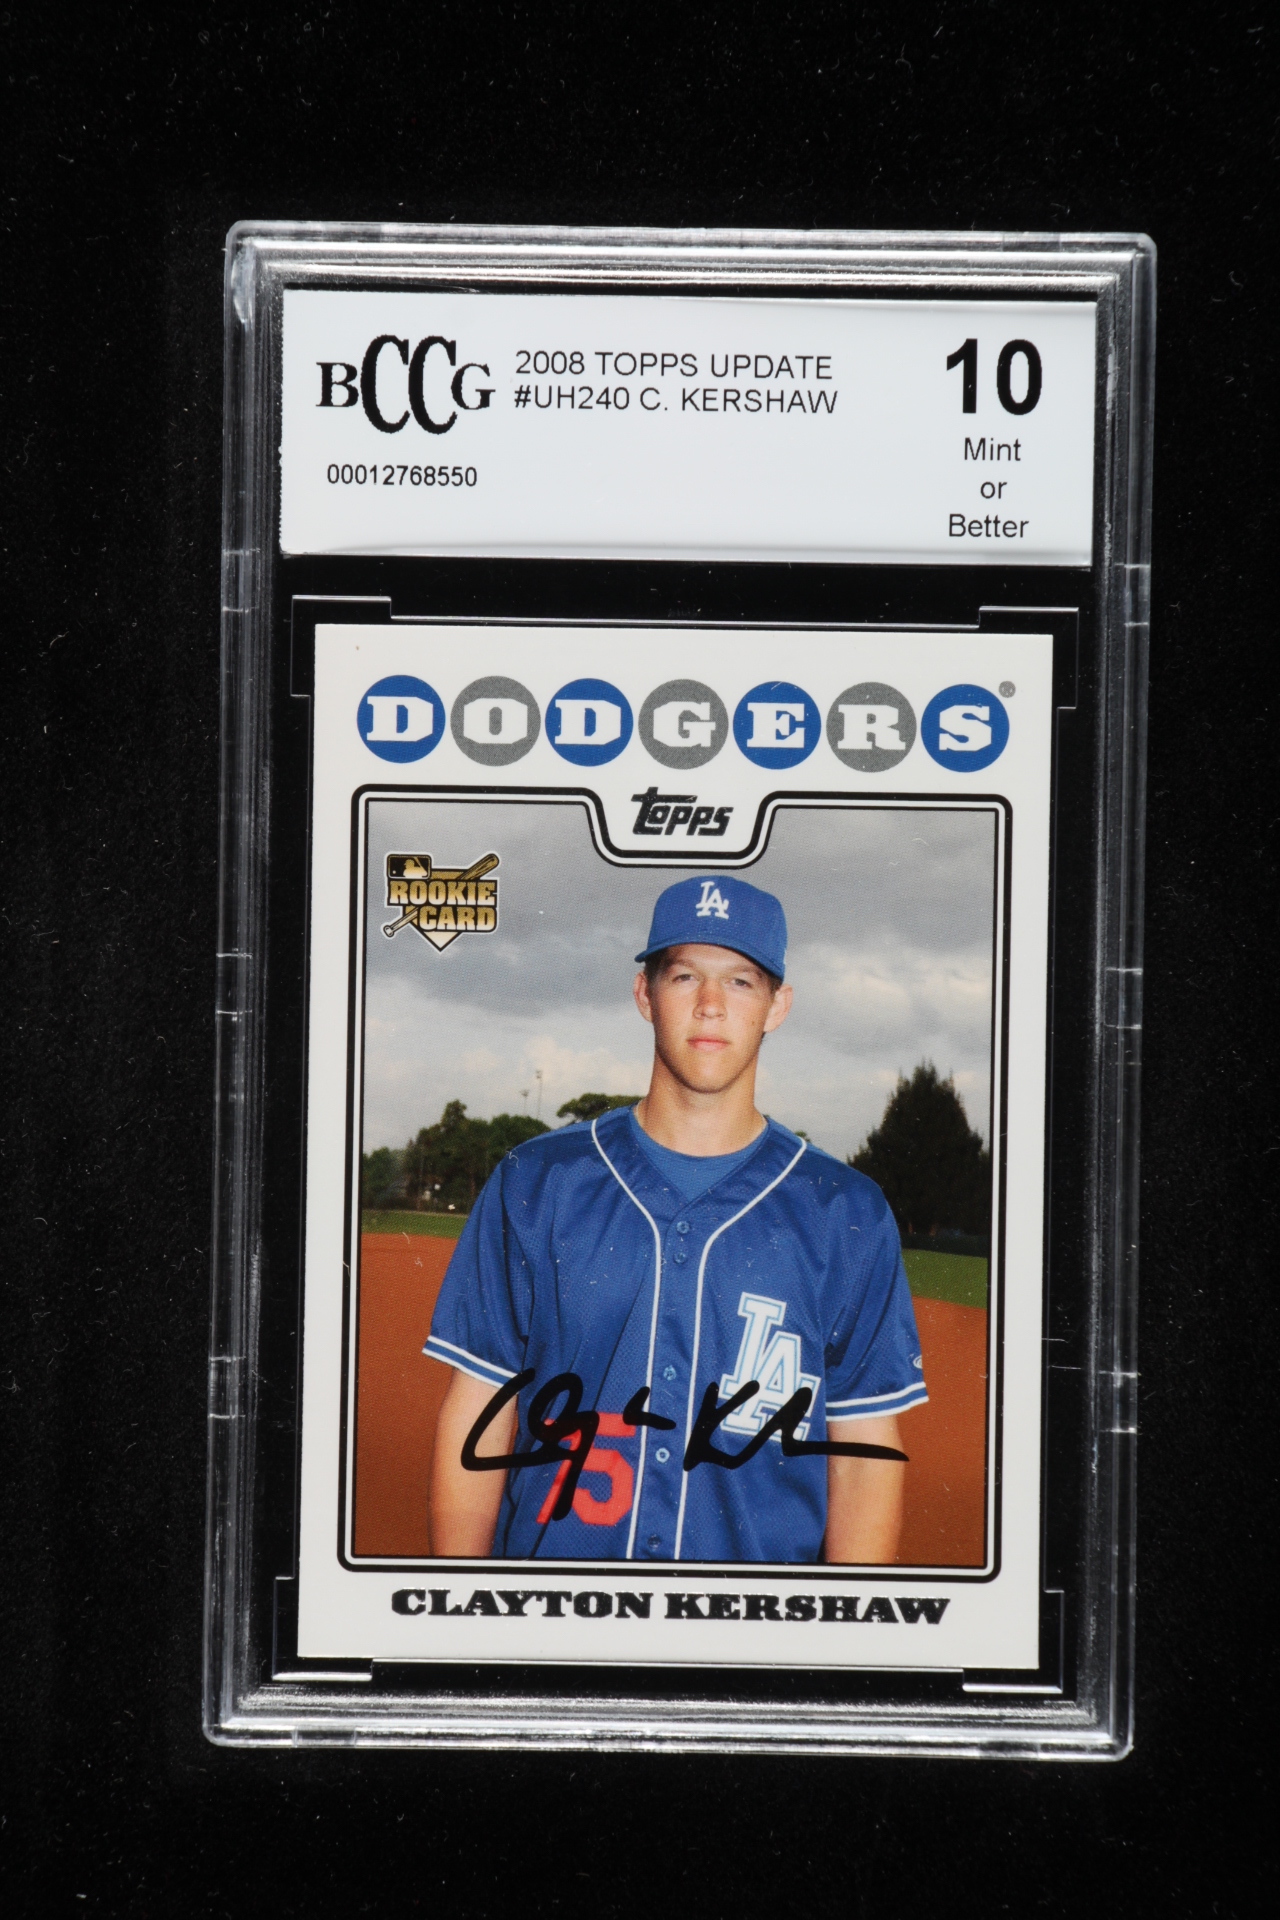 BCCG
2008 TOPPS UPDATE
#UH240 C. KERSHAW
00012768550
10
Mint
or
Better
DODGERS
Topps
ROOKIE
CARD
LA
LA
75
CLAYTON KERSHAW